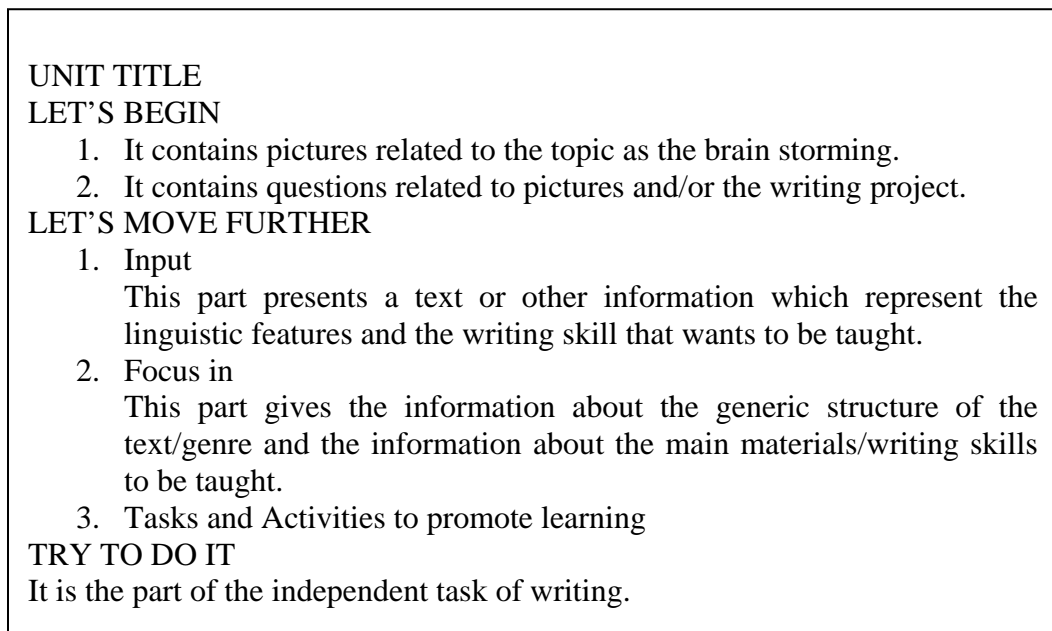 UNIT TITLE
LET’S BEGIN
1. It contains pictures related to the topic as the brain storming.
2. It contains questions related to pictures and/or the writing project.
LET’S MOVE FURTHER
1. Input
This part presents a text or other information which represent the
linguistic features and the writing skill that wants to be taught.
2. Focus in
This part gives the information about the generic structure of the
text/genre and the information about the main materials/writing skills
to be taught.
3. Tasks and Activities to promote learning
TRY TO DO IT
It is the part of the independent task of writing.